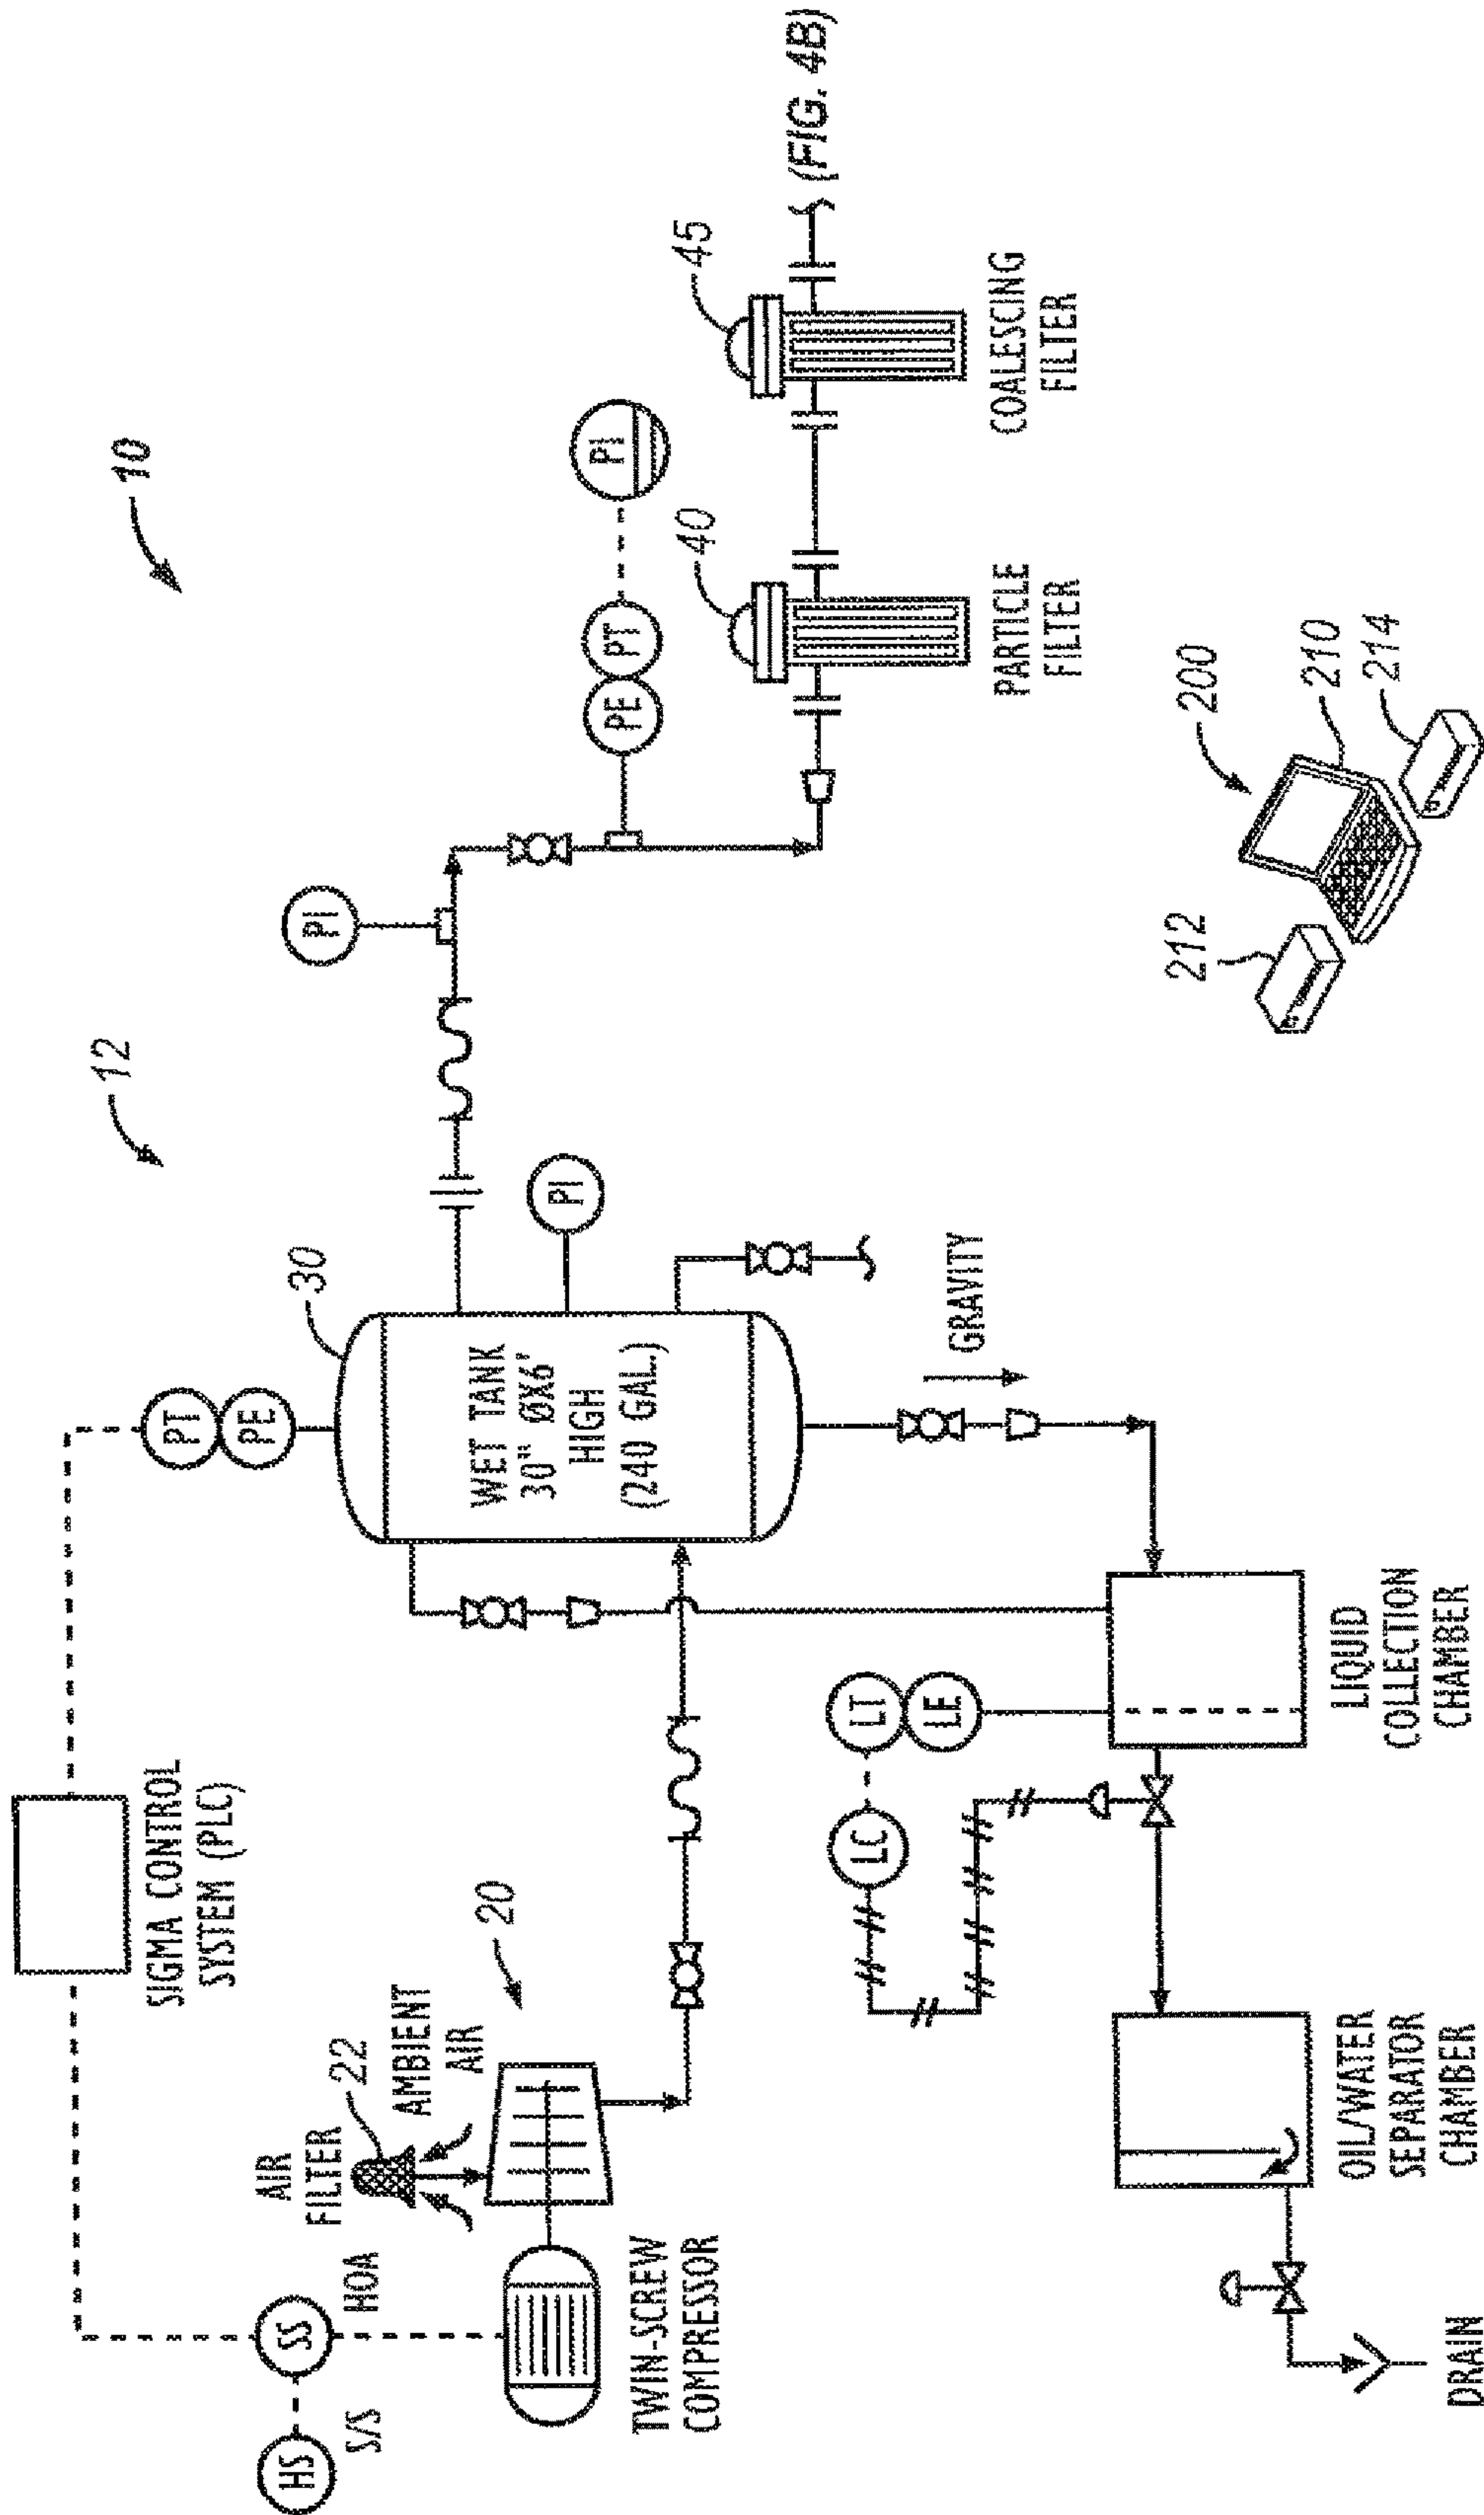 10
12
SIGMA CONTROL
SYSTEM (PLC)
HS
S/S
SS
HOA
AIR
FILTER
22
AMBIENT
AIR
20
TWIN-SCREW
COMPRESSOR
PT
PE
30
WET TANK
30" ØX6'
HIGH
(240 GAL.)
PI
PI
PE
PT
PI
40
PARTICLE
FILTER
45
COALESCING
FILTER
(FIG. 4B)
GRAVITY
LT
LE
LC
LIQUID
COLLECTION
CHAMBER
OIL/WATER
SEPARATOR
CHAMBER
DRAIN
200
210
212
214